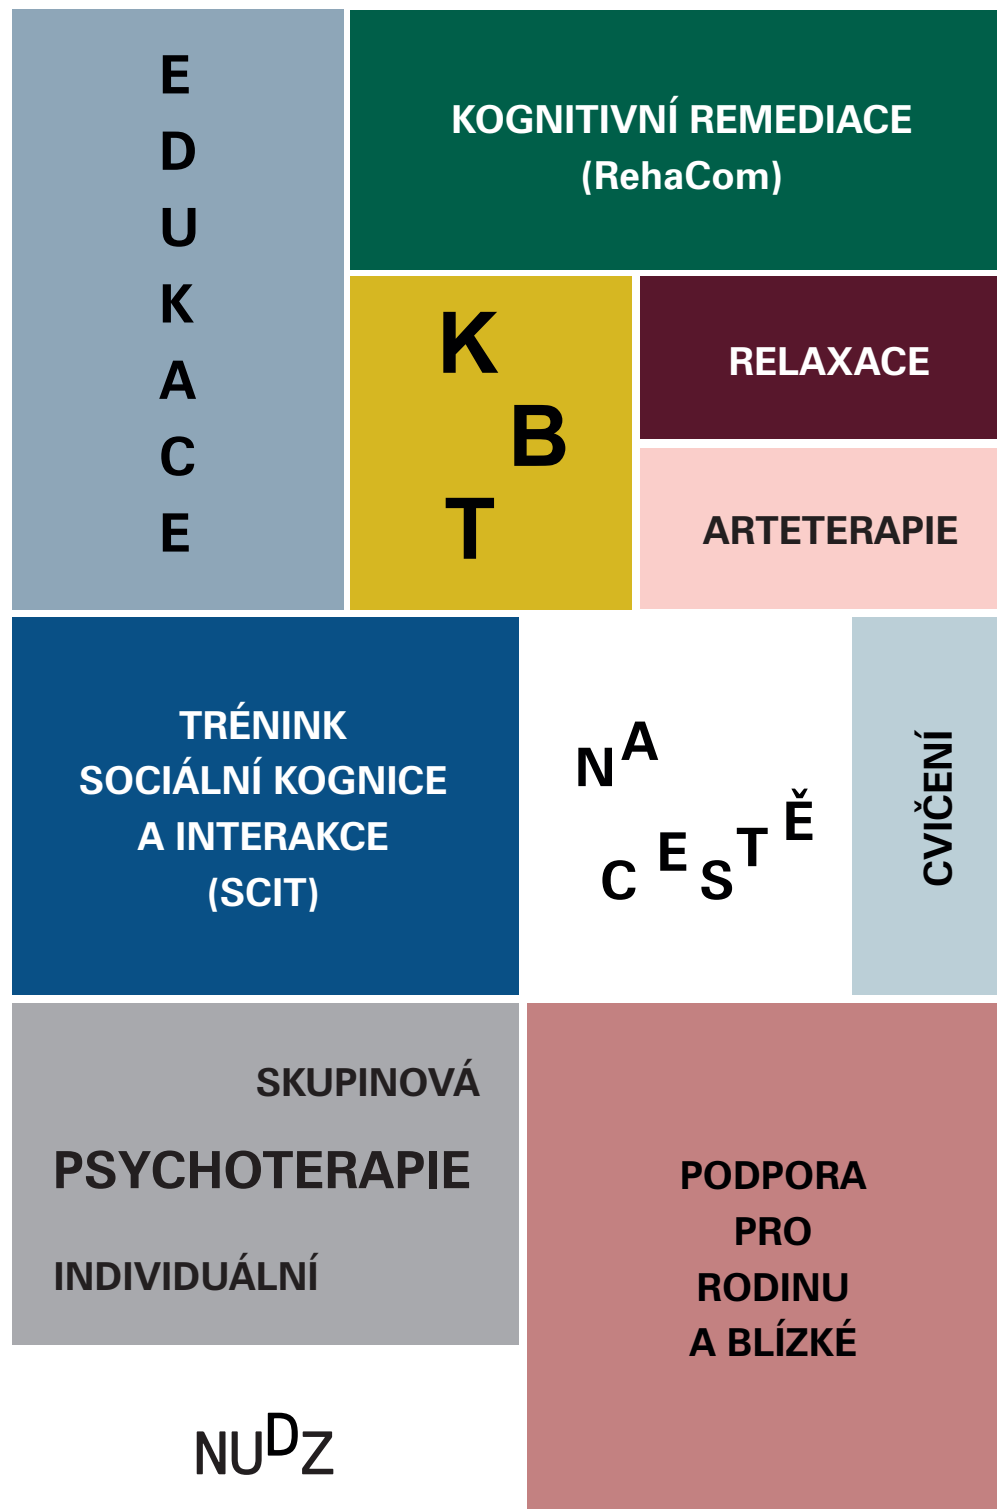 EDUKACE
KOGNITIVNÍ REMEDIACE
(RehaCom)
KBT
RELAXACE
ARTETERAPIE
TRÉNINK
SOCIÁLNÍ KOGNICE
A INTERAKCE
(SCIT)
NA
CESTĚ
CVIČENÍ
SKUPINOVÁ
PSYCHOTERAPIE
INDIVIDUÁLNÍ
PODPORA
PRO
RODINU
A BLÍZKÉ
NUDZ